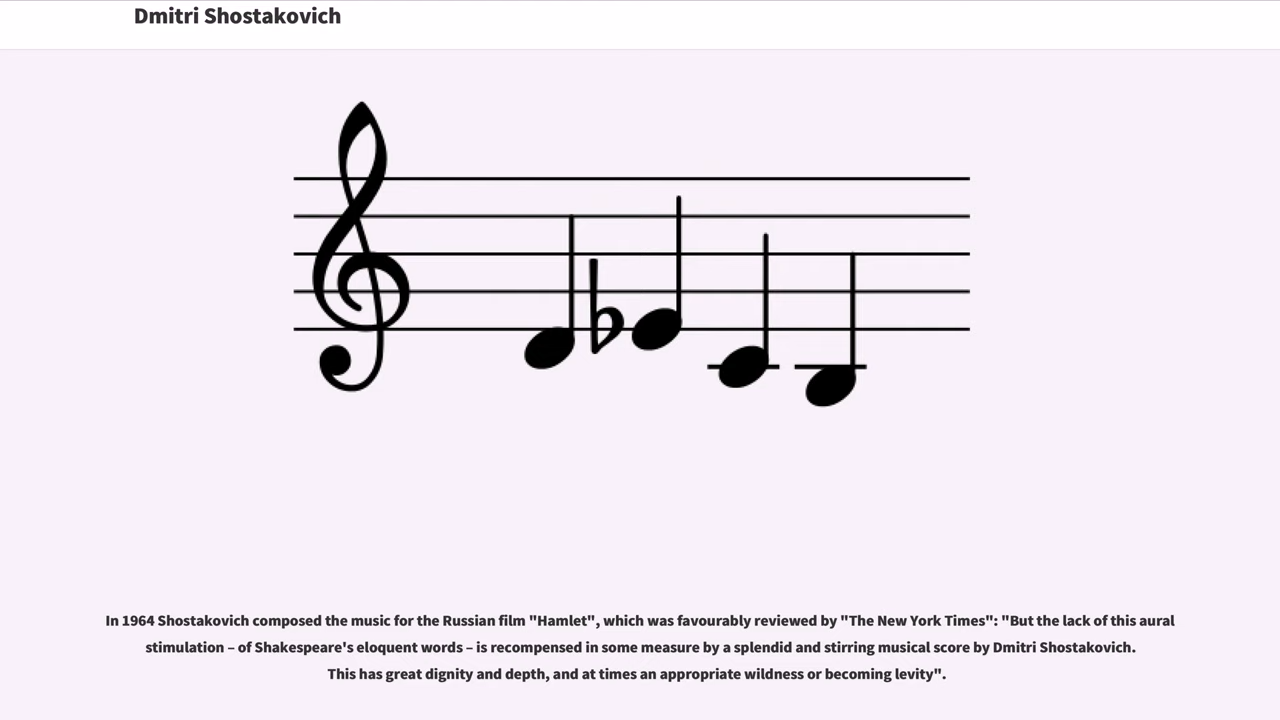 Dmitri Shostakovich
In 1964 Shostakovich composed the music for the Russian film "Hamlet", which was favourably reviewed by "The New York Times": "But the lack of this aural
stimulation – of Shakespeare's eloquent words – is recompensed in some measure by a splendid and stirring musical score by Dmitri Shostakovich.
This has great dignity and depth, and at times an appropriate wildness or becoming levity".